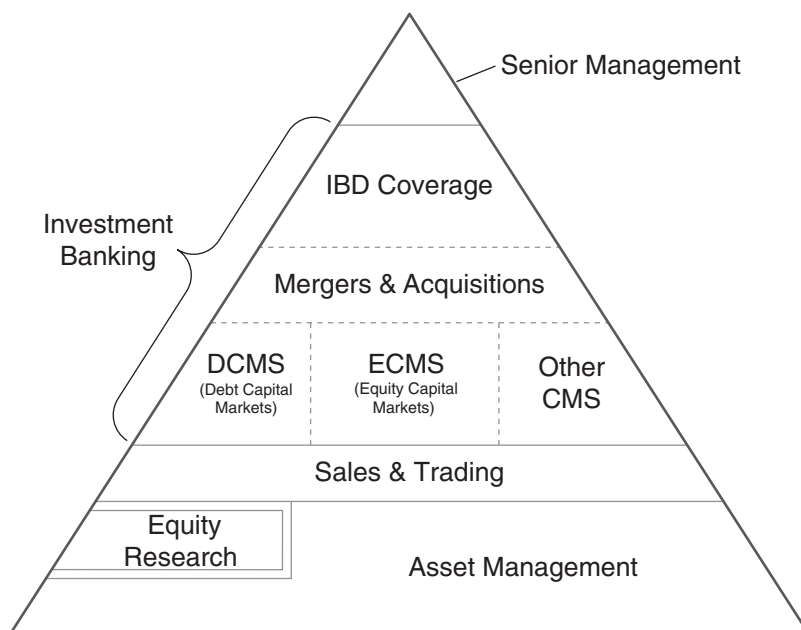 Senior Management
IBD Coverage
Investment
Banking
Mergers & Acquisitions
DCMS
(Debt Capital
Markets)
ECMS
(Equity Capital
Markets)
Other
CMS
Sales & Trading
Equity
Research
Asset Management